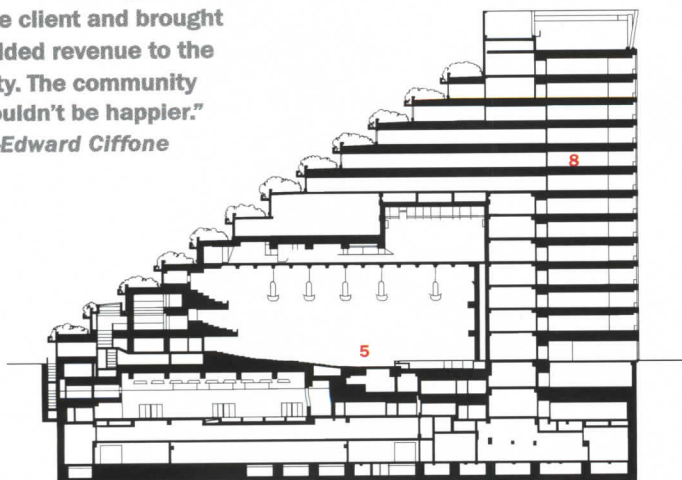 e client and brought
dded revenue to the
ty. The community
ouldn't be happier."
Edward Ciffone
8
5